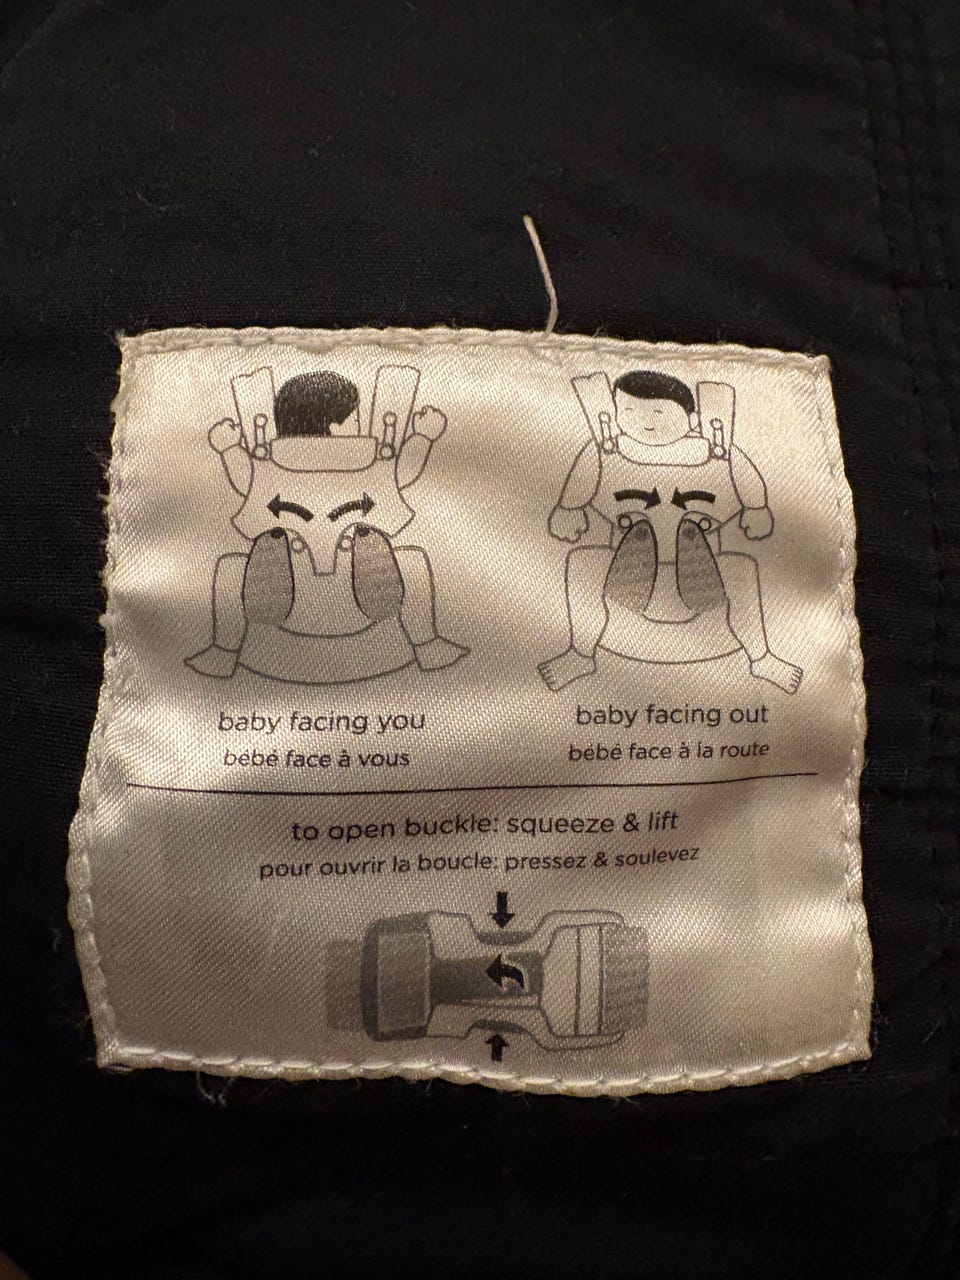 baby facing you
bébé face à vous
baby facing out
bébé face à la route
to open buckle: squeeze & lift
pour ouvrir la boucle: pressez & soulevez